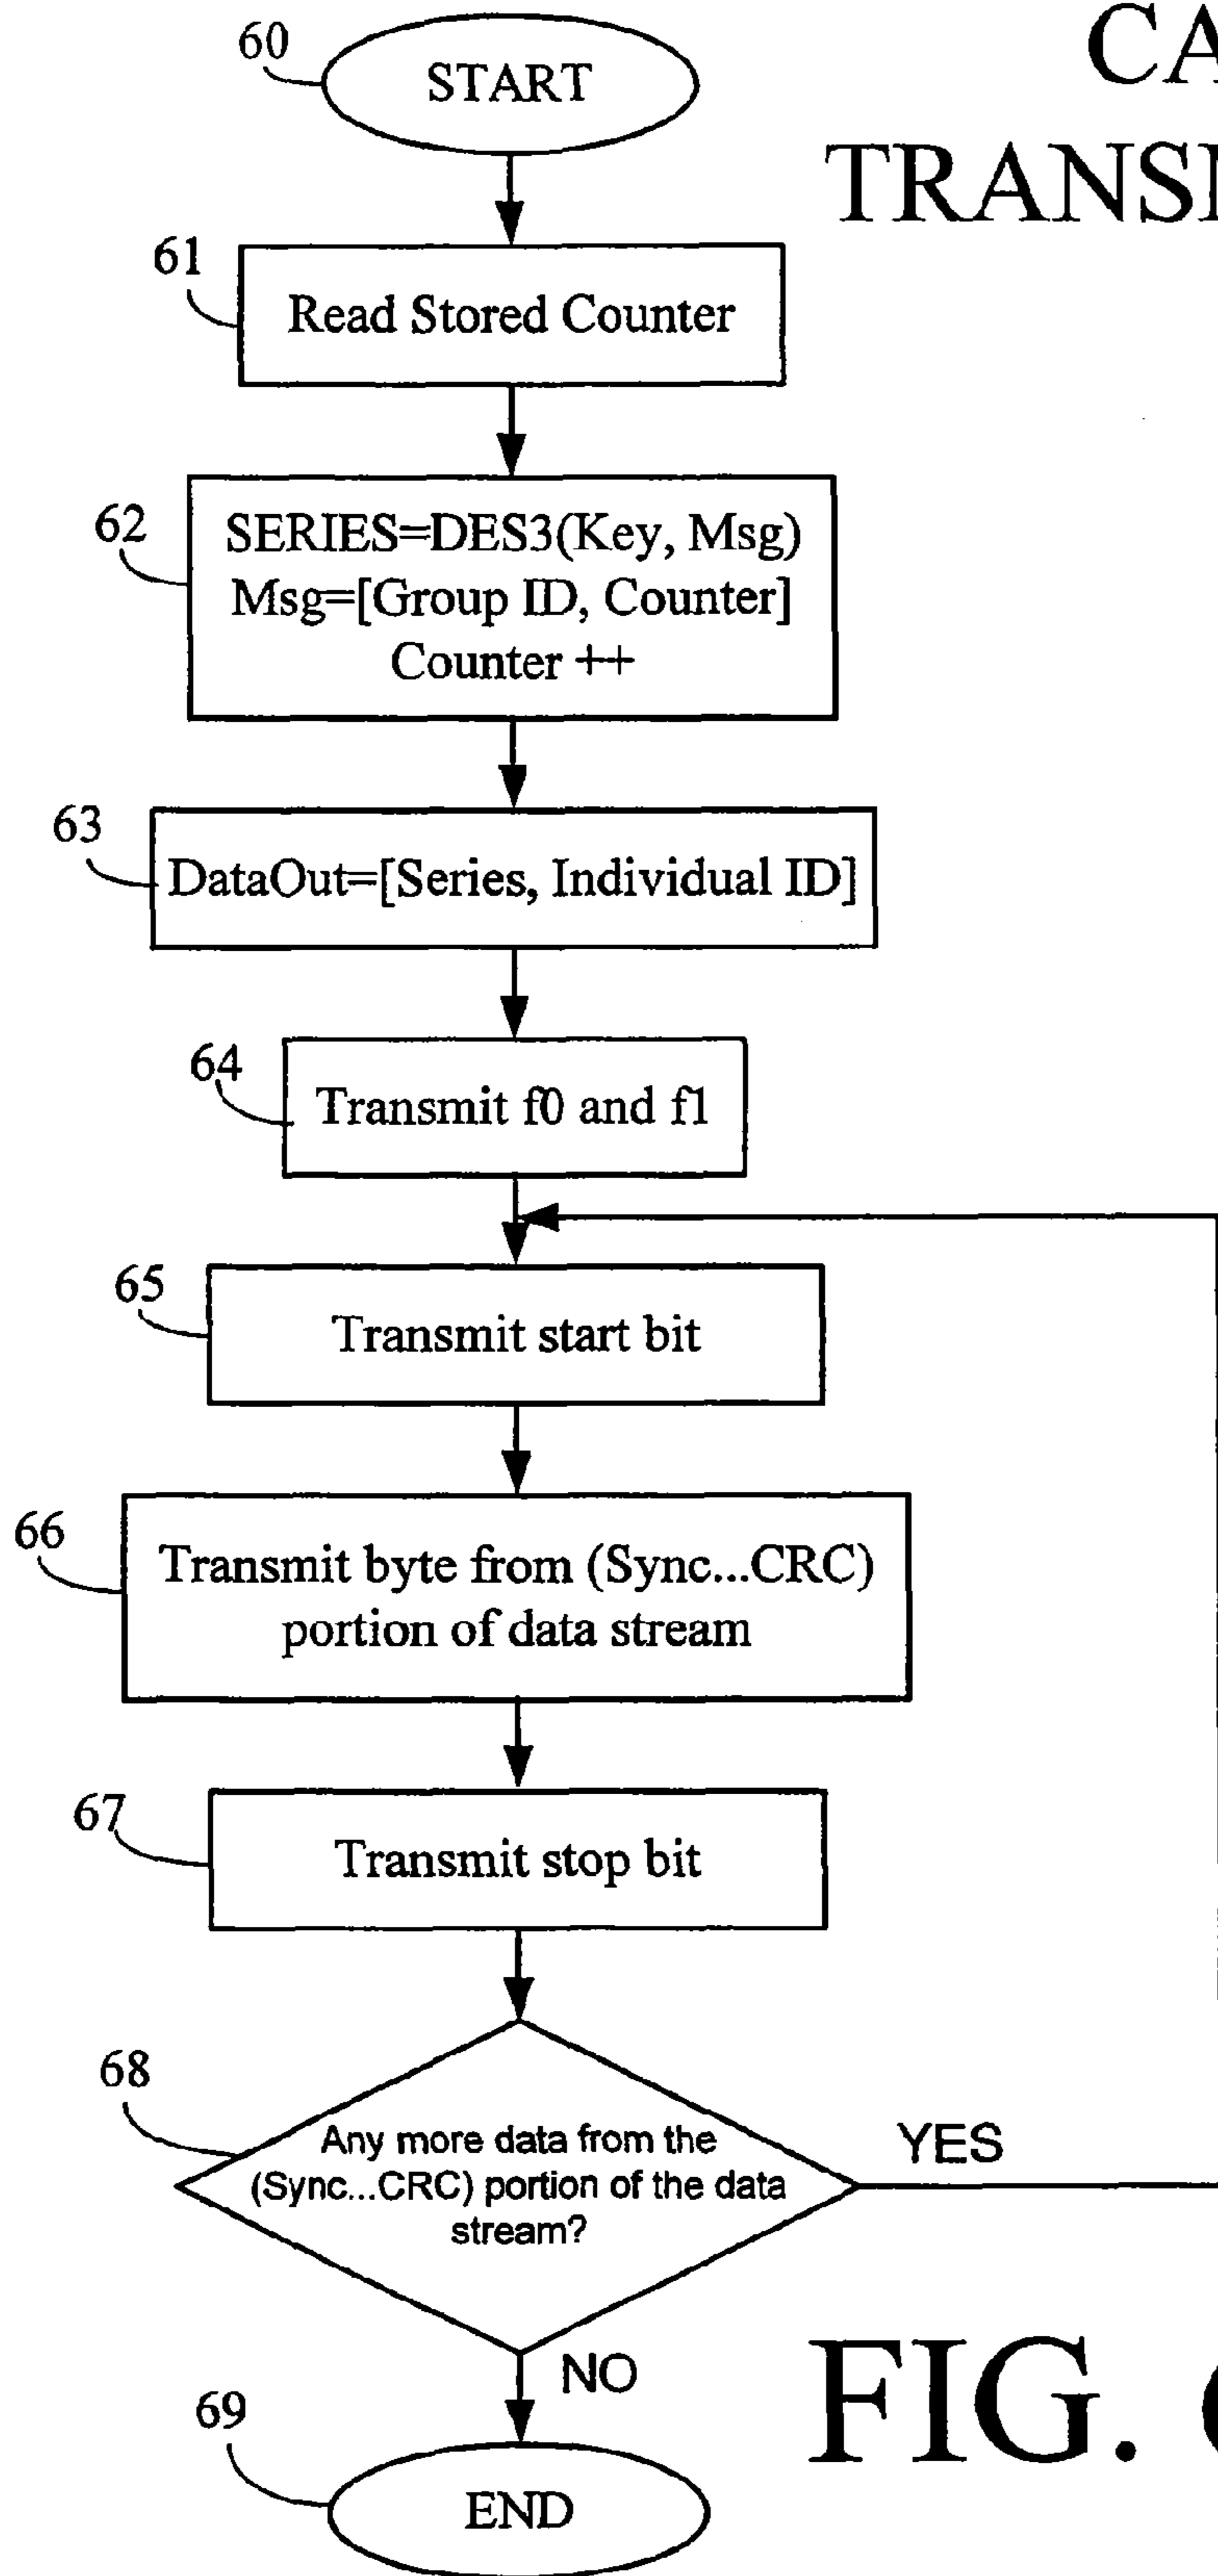 CA
TRANSM
60
START
61
Read Stored Counter
62
SERIES=DES3(Key, Msg)
Msg=[Group ID, Counter]
Counter ++
63
DataOut=[Series, Individual ID]
64
Transmit f0 and f1
65
Transmit start bit
66
Transmit byte from (Sync...CRC)
portion of data stream
67
Transmit stop bit
68
Any more data from the
(Sync...CRC) portion of the data
stream?
YES
NO
69
END
FIG.